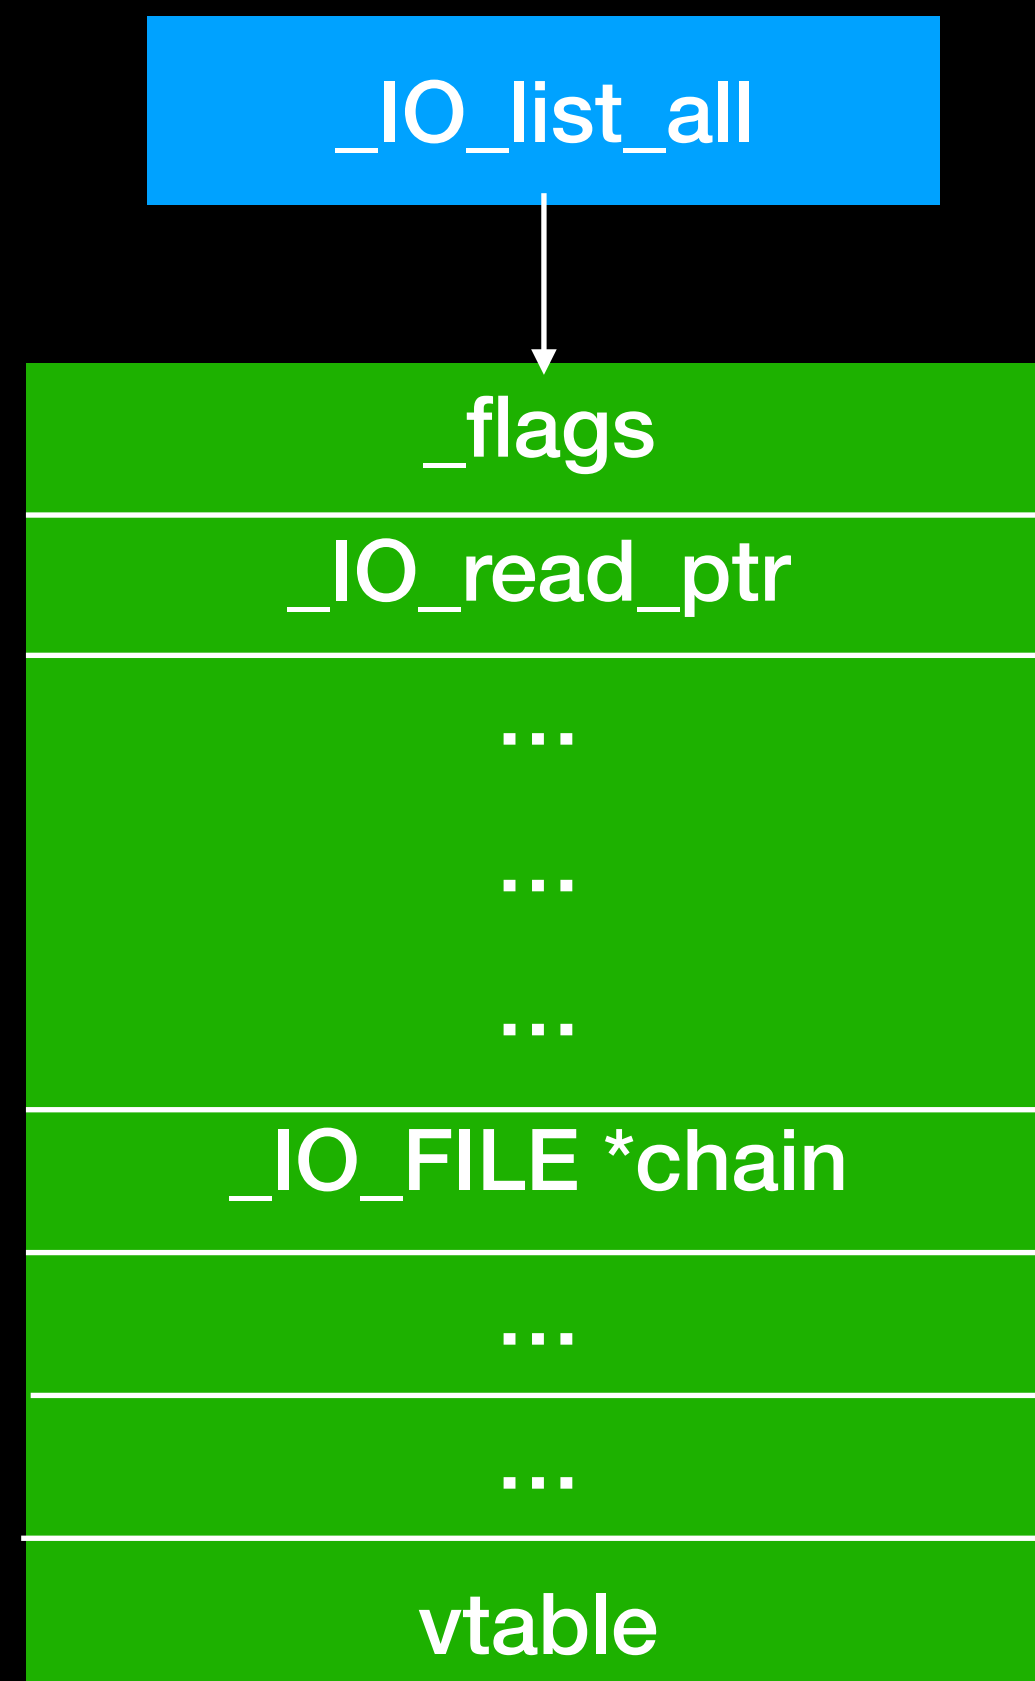 _IO_list_all
_flags
_IO_read_ptr
...
...
...
_IO_FILE *chain
...
...
vtable